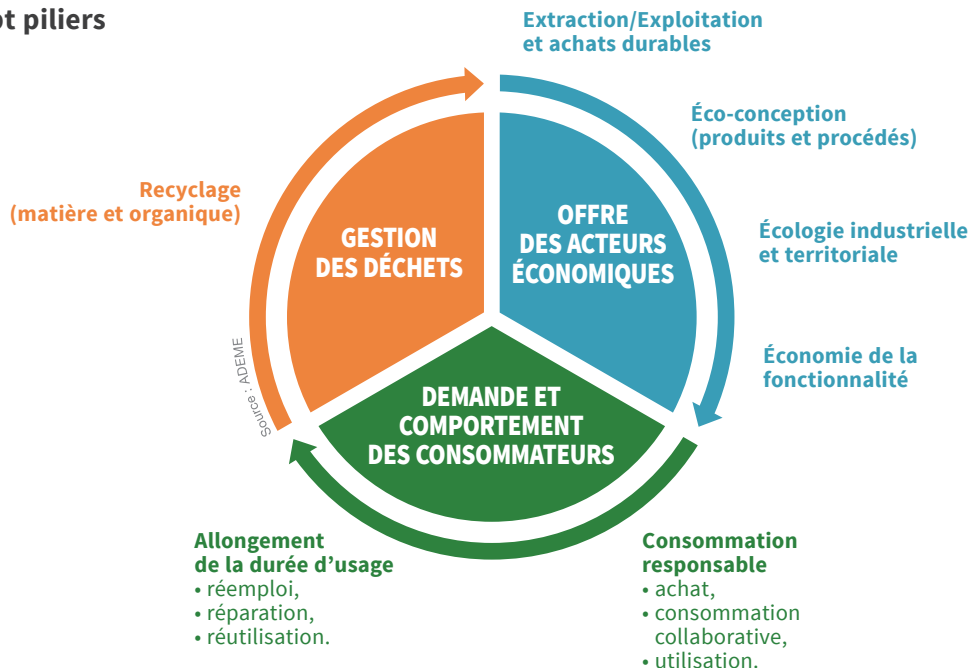 pt piliers
Extraction/Exploitation
et achats durables
Éco-conception
(produits et procédés)
Écologie industrielle
et territoriale
Économie de la
fonctionnalité
Recyclage
(matière et organique)
GESTION
DES DÉCHETS
OFFRE
DES ACTEURS
ÉCONOMIQUES
DEMANDE ET
COMPORTEMENT
DES CONSOMMATEURS
Source : ADEME
Allongement
de la durée d’usage
• réemploi,
• réparation,
• réutilisation.
Consommation
responsable
• achat,
• consommation
collaborative,
• utilisation.